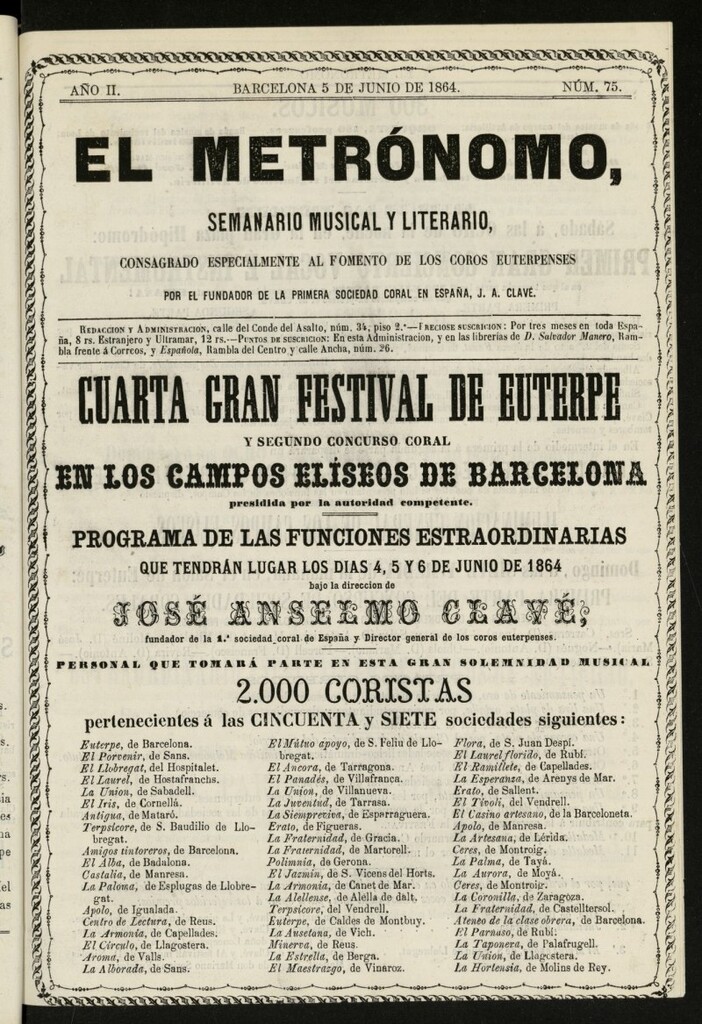 AÑO II. BARCELONA 5 DE JUNIO DE 1864. NÚM. 75.
EL METRÓNOMO,
SEMANARIO MUSICAL Y LITERARIO,
CONSAGRADO ESPECIALMENTE AL FOMENTO DE LOS COROS EUTERPENSES
POR EL FUNDADOR DE LA PRIMERA SOCIEDAD CORAL EN ESPAÑA, J. A. CLAVÉ.
REDACCION Y ADMINISTRACION, calle del Conde del Asalto, núm. 34, piso 2.°—PRECIOS DE SUSCRICION: Por tres meses en toda Espa-
ña, 8 rs. Estranjero y Ultramar, 12 rs.—PUNTOS DE SUSCRICION: En esta Administracion, y en las librerías de D. Salvador Manero, Ram-
bla frente á Correos, y Española, Rambla del Centro y calle Ancha, núm. 26.
CUARTA GRAN FESTIVAL DE EUTERPE
Y SEGUNDO CONCURSO CORAL
EN LOS CAMPOS ELÍSEOS DE BARCELONA
presidida por la autoridad competente.
PROGRAMA DE LAS FUNCIONES ESTRAORDINARIAS
QUE TENDRÁN LUGAR LOS DIAS 4, 5 Y 6 DE JUNIO DE 1864
bajo la direccion de
JOSÉ ANSELMO CLAVÉ,
fundador de la 1.ª sociedad coral de España y Director general de los coros euterpenses.
PERSONAL QUE TOMARÁ PARTE EN ESTA GRAN SOLEMNIDAD MUSICAL
2.000 CORISTAS
pertenecientes á las CINCUENTA y SIETE sociedades siguientes:
Euterpe, de Barcelona.
El Porvenir, de Sans.
El Llobregat, del Hospitalet.
El Laurel, de Hostafranchs.
La Union, de Sabadell.
El Iris, de Cornellá.
Antigua, de Mataró.
Terpsícore, de S. Baudilio de Llo-
bregat.
Amigos tintoreros, de Barcelona.
El Alba, de Badalona.
Castalia, de Manresa.
La Paloma, de Esplugas de Llobre-
gat.
Apolo, de Igualada.
Centro de Lectura, de Reus.
La Armonía, de Capellades.
El Círculo, de Llagostera.
Aroma, de Valls.
La Alborada, de Sans.
El Mútuo apoyo, de S. Feliu de Llo-
bregat.
El Ancora, de Tarragona.
El Panadés, de Villafranca.
La Union, de Villanueva.
La Juventud, de Tarrasa.
La Siempreviva, de Esparraguera.
Erato, de Figueras.
La Fraternidad, de Gracia.
La Fraternidad, de Martorell.
Polimnia, de Gerona.
El Jazmin, de S. Vicens del Horts.
La Armonia, de Canet de Mar.
La Alellense, de Alella de dalt.
Terpsícore, del Vendrell.
Euterpe, de Caldes de Montbuy.
La Ausetana, de Vich.
Minerva, de Reus.
La Estrella, de Berga.
El Maestrazgo, de Vinaroz.
Flora, de S. Juan Despí.
El Laurel florido, de Rubí.
El Ramillete, de Capellades.
La Esperanza, de Arenys de Mar.
Erato, de Sallent.
El Tívoli, del Vendrell.
El Casino artesano, de la Barceloneta.
Apolo, de Manresa.
La Artesana, de Lérida.
Ceres, de Montroig.
La Palma, de Tayá.
La Aurora, de Moyá.
Ceres, de Montroig.
La Coronilla, de Zaragoza.
La Fraternidad, de Castelltersol.
Ateneo de la clase obrera, de Barcelona.
El Parnaso, de Rubí.
La Taponera, de Palafrugell.
La Union, de Llagostera.
La Hortensia, de Molins de Rey.